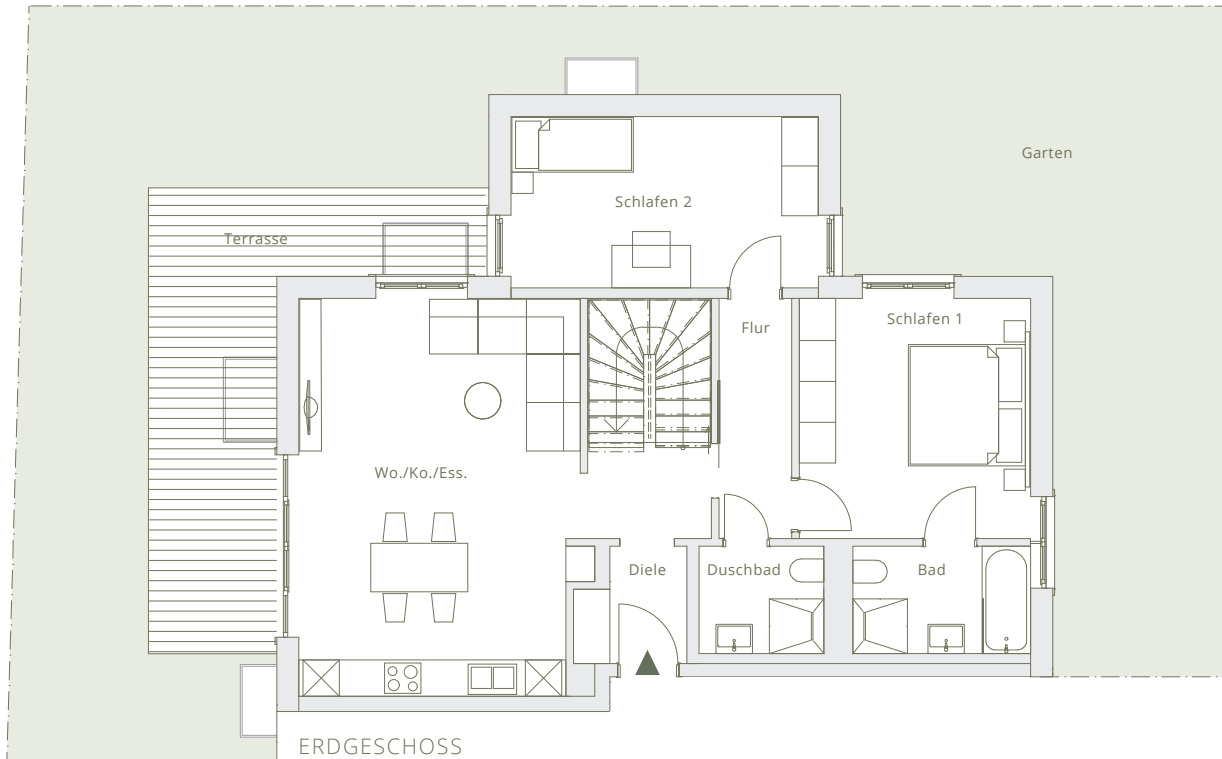 Garten
Schlafen 2
Terrasse
Schlafen 1
Flur
Wo./Ko./Ess.
Diele
Duschbad
Bad
ERDGESCHOSS